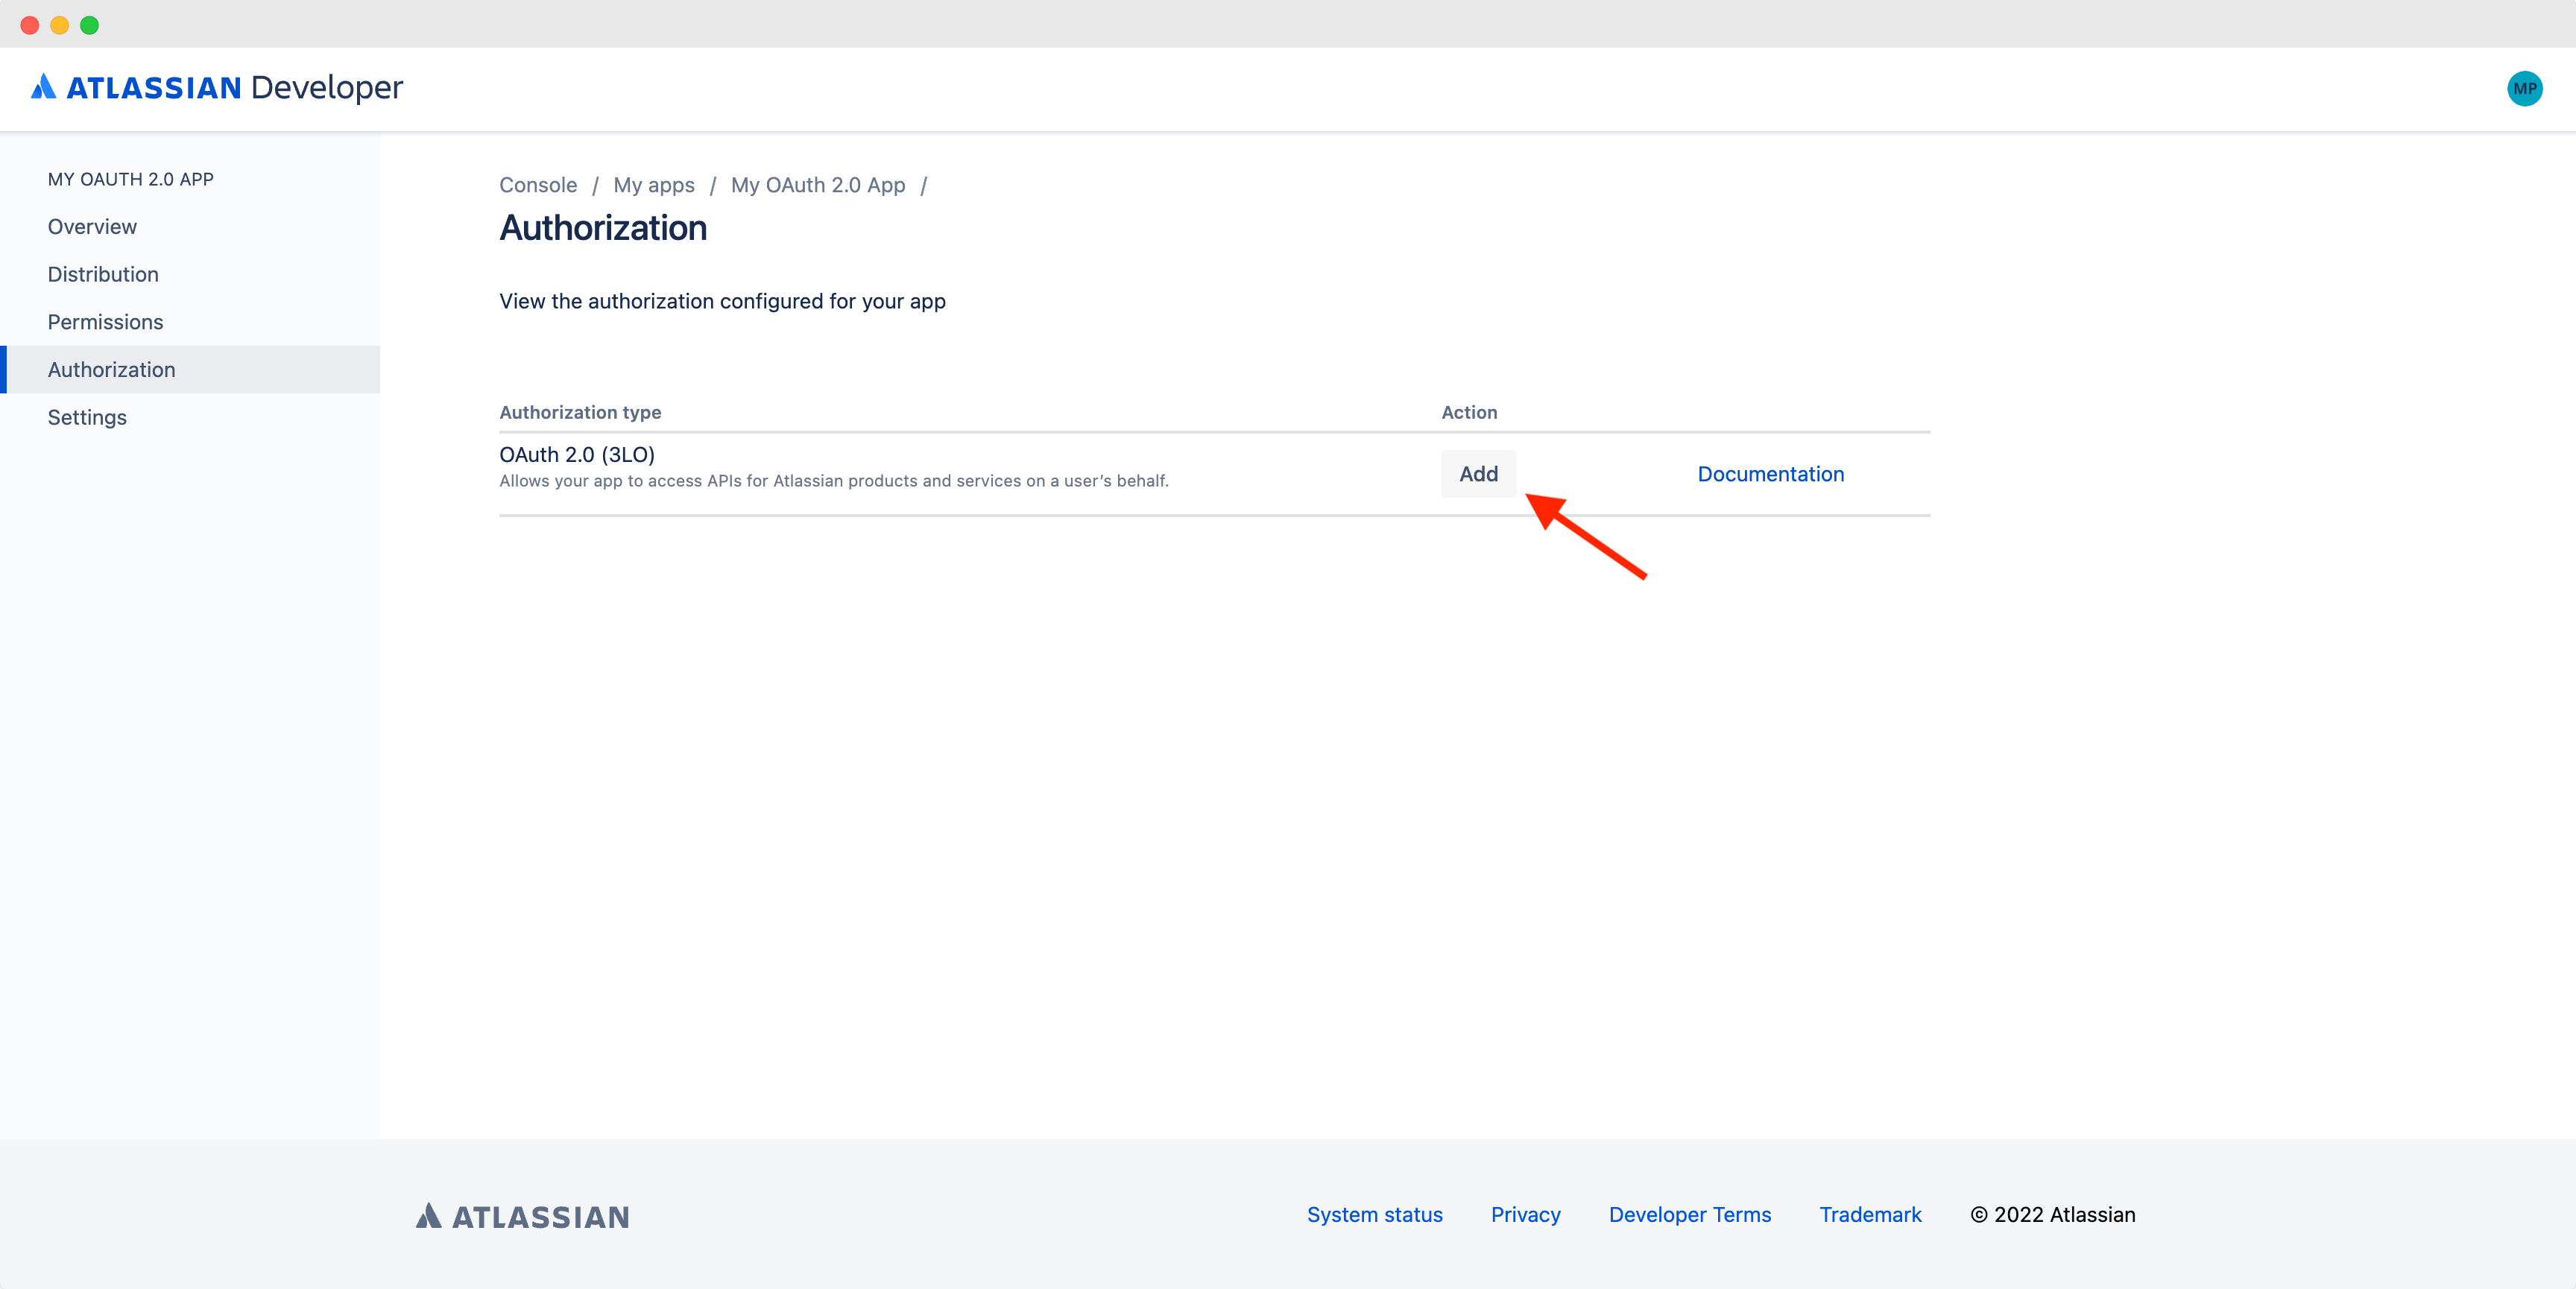 ATLASSIAN Developer
MP
MY OAUTH 2.0 APP
Overview
Distribution
Permissions
Authorization
Settings
Console / My apps / My OAuth 2.0 App /
Authorization
View the authorization configured for your app
Authorization type Action
OAuth 2.0 (3LO)
Allows your app to access APIs for Atlassian products and services on a user’s behalf.
Add Documentation
ATLASSIAN
System status Privacy Developer Terms Trademark © 2022 Atlassian